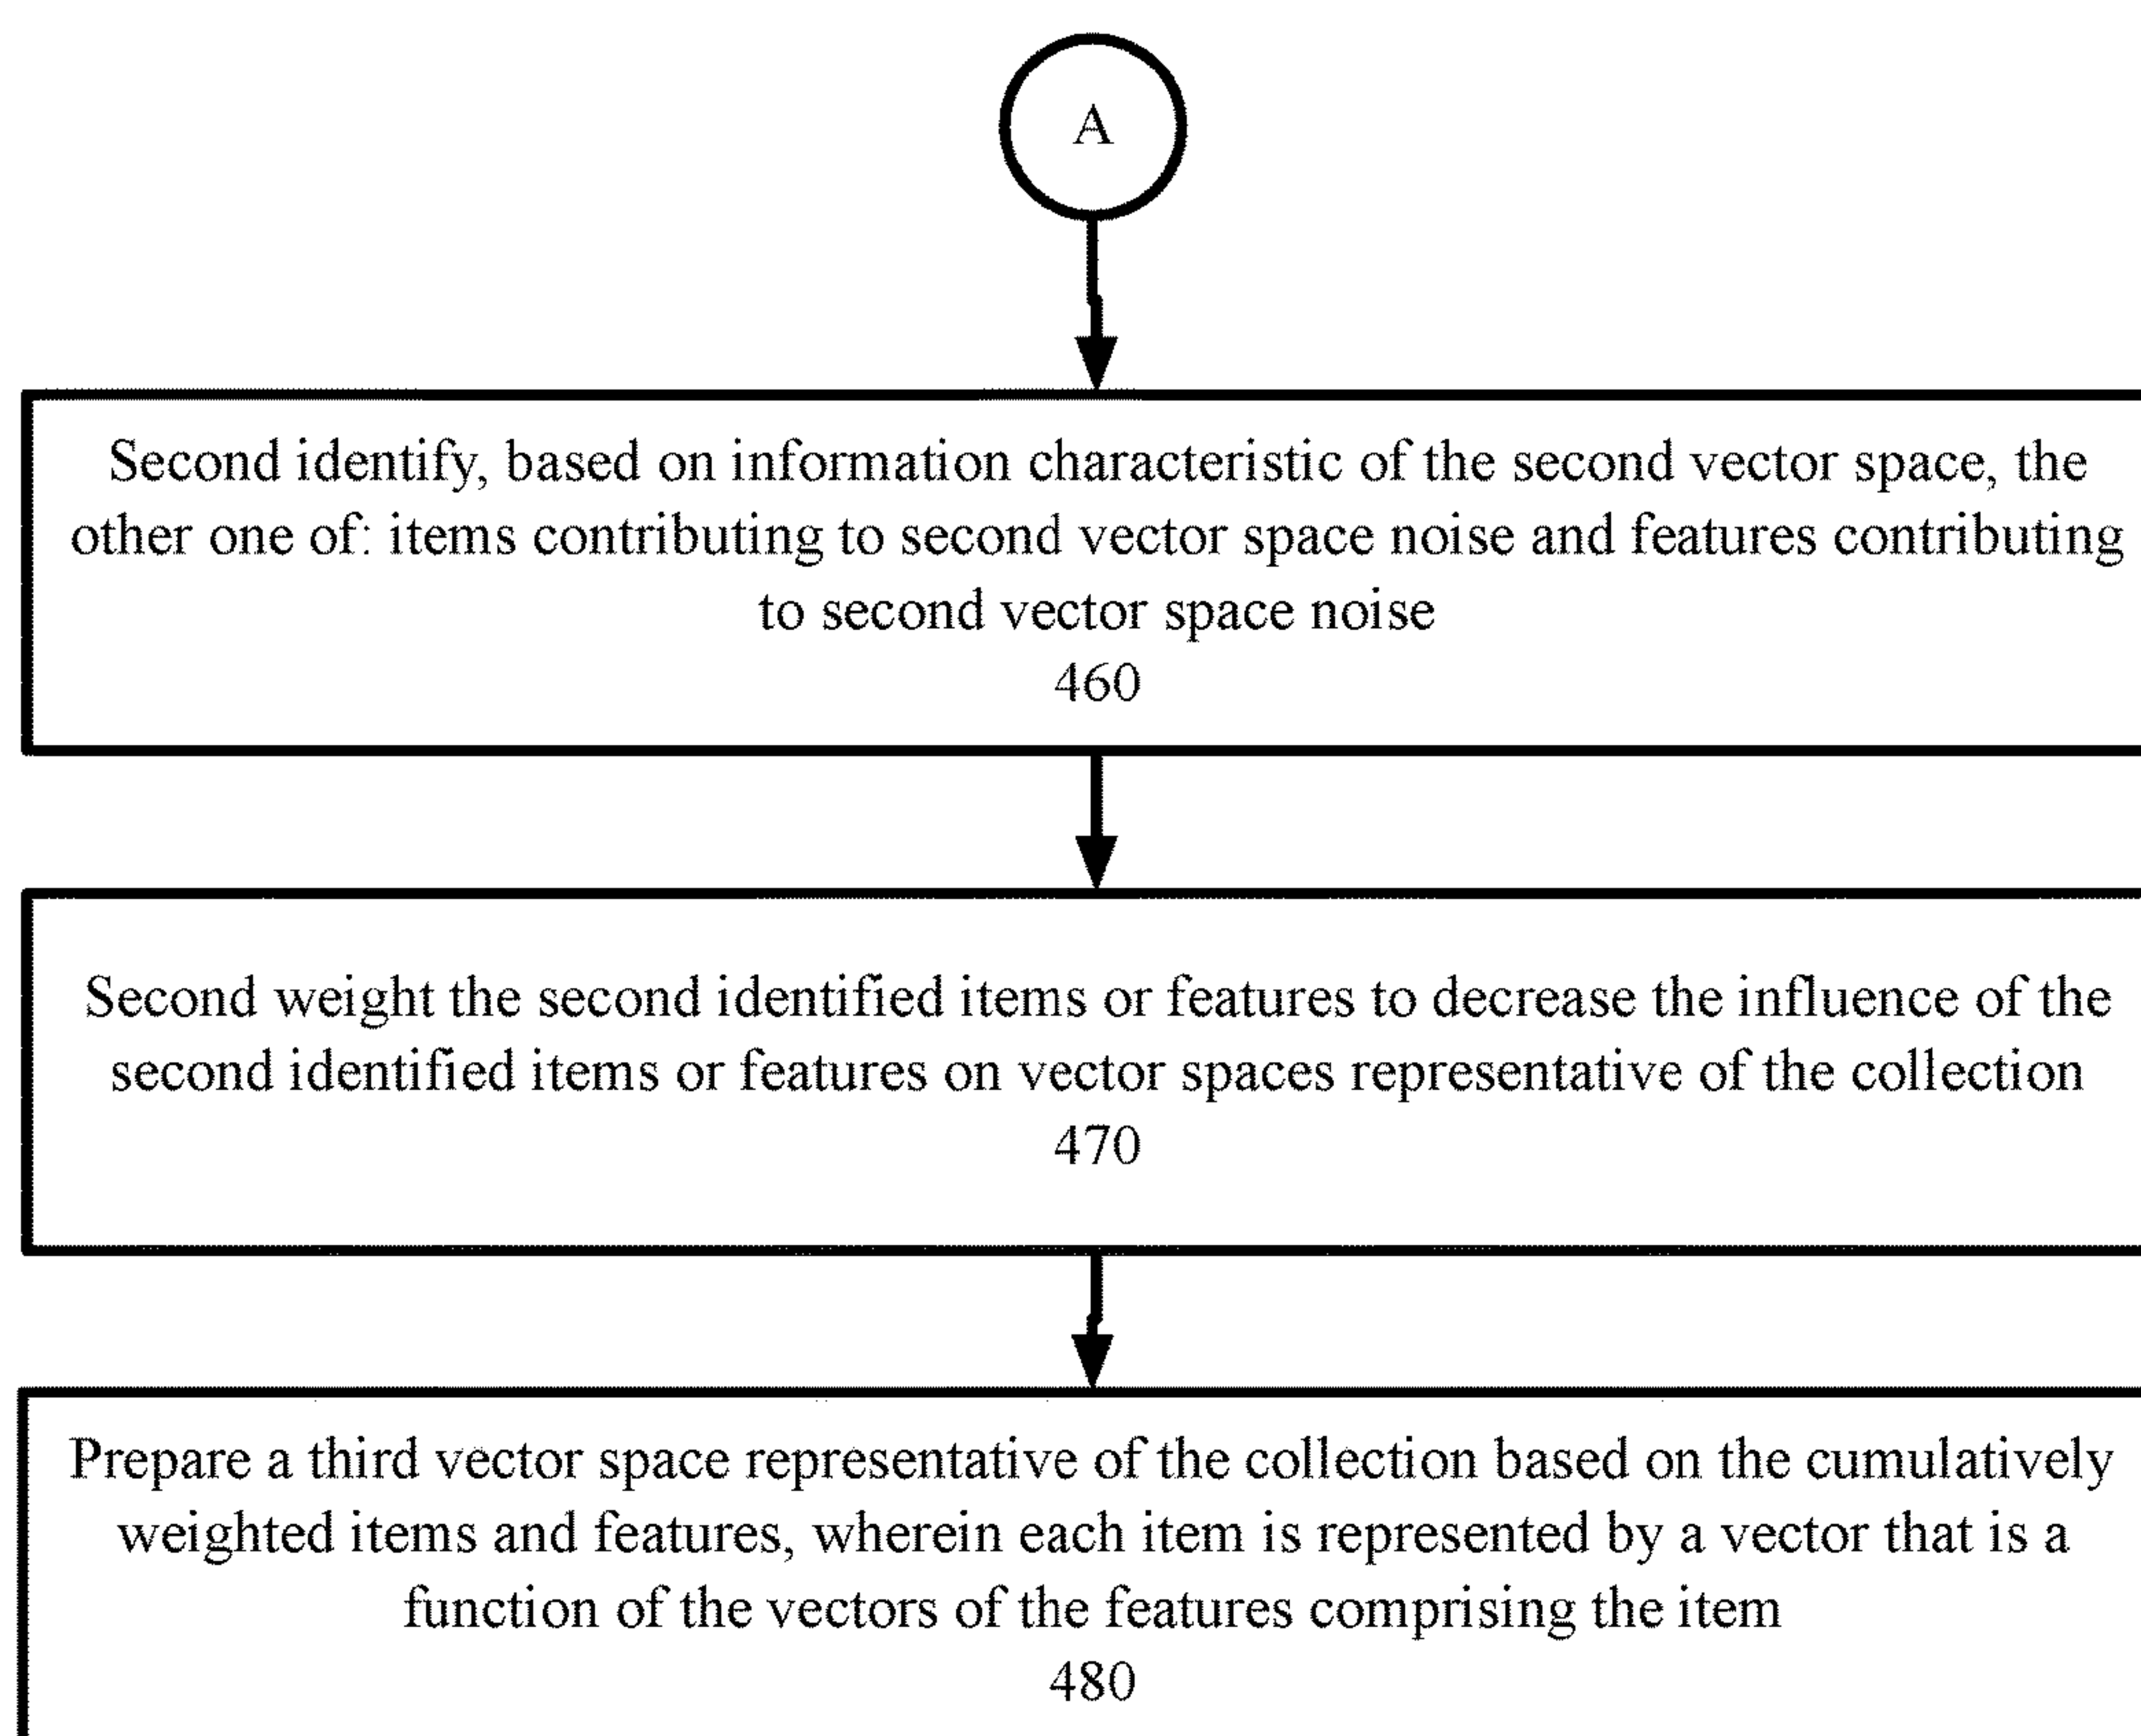 A
Second identify, based on information characteristic of the second vector space, the
other one of: items contributing to second vector space noise and features contributing
to second vector space noise
460
Second weight the second identified items or features to decrease the influence of the
second identified items or features on vector spaces representative of the collection
470
Prepare a third vector space representative of the collection based on the cumulatively
weighted items and features, wherein each item is represented by a vector that is a
function of the vectors of the features comprising the item
480